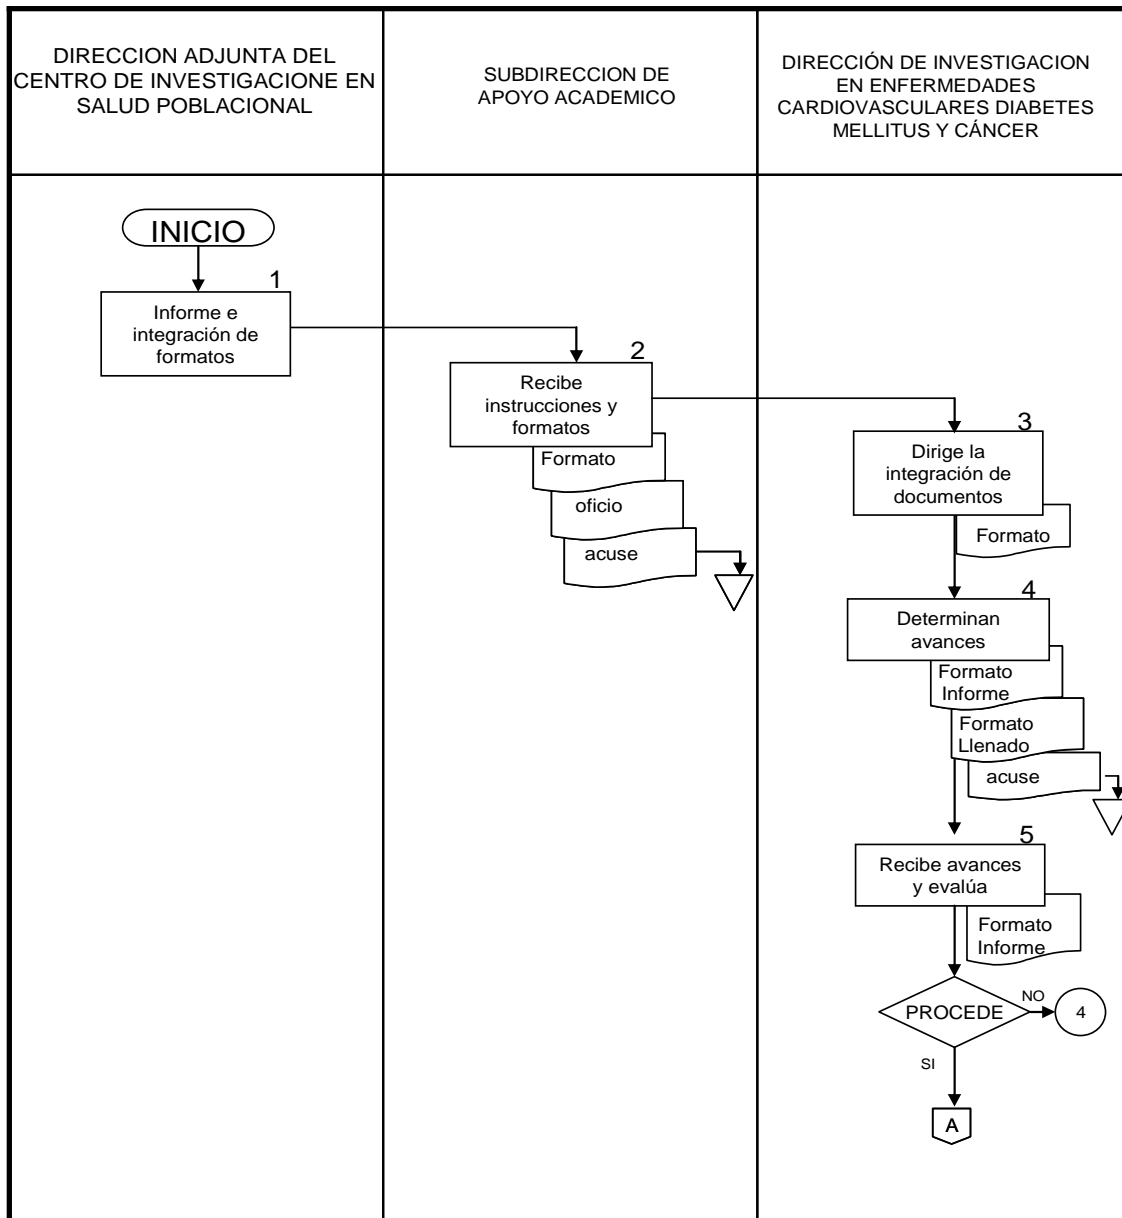 DIRECCION ADJUNTA DEL
CENTRO DE INVESTIGACIONE EN
SALUD POBLACIONAL
SUBDIRECCION DE
APOYO ACADEMICO
DIRECCIÓN DE INVESTIGACION
EN ENFERMEDADES
CARDIOVASCULARES DIABETES
MELLITUS Y CÁNCER
INICIO
1
Informe e
integración de
formatos
2
Recibe
instrucciones y
formatos
Formato
oficio
acuse
3
Dirige la
integración de
documentos
Formato
4
Determinan
avances
Formato
Informe
Formato
Llenado
acuse
5
Recibe avances
y evalúa
Formato
Informe
PROCEDE
NO
4
SI
A